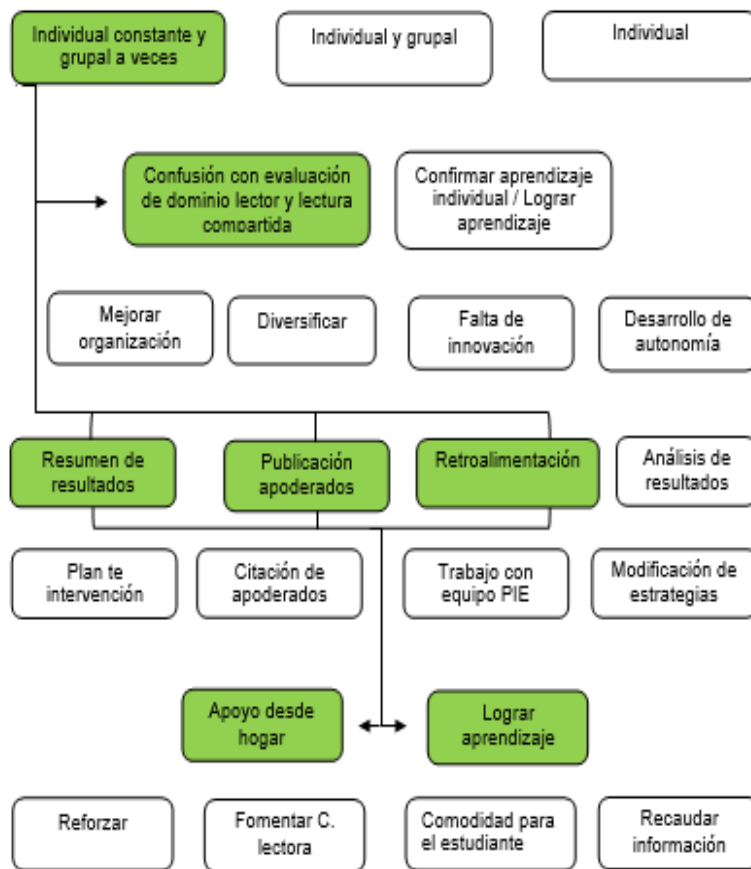 Individual constante y
grupal a veces
Individual y grupal
Individual
Confusión con evaluación
de dominio lector y lectura
compartida
Confirmar aprendizaje
individual / Lograr
aprendizaje
Mejorar
organización
Diversificar
Falta de
innovación
Desarrollo de
autonomía
Resumen de
resultados
Publicación
apoderados
Retroalimentación
Análisis de
resultados
Plan te
intervención
Citación de
apoderados
Trabajo con
equipo PIE
Modificación de
estrategias
Apoyo desde
hogar
Lograr
aprendizaje
Reforzar
Fomentar C.
lectora
Comodidad para
el estudiante
Recaudar
información